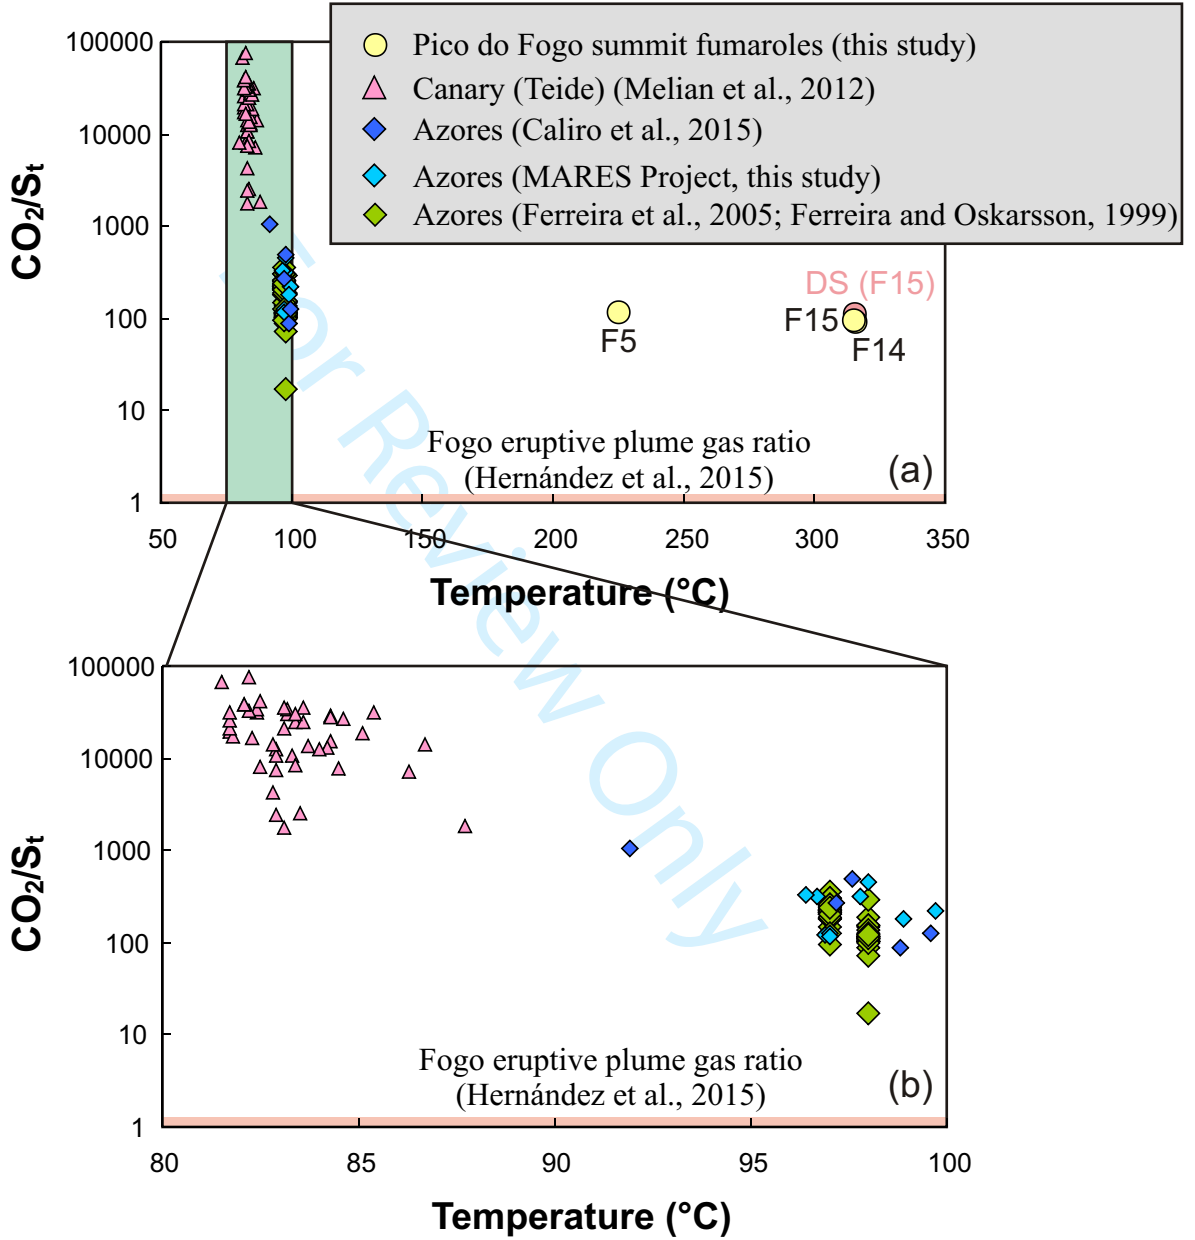 Pico do Fogo summit fumaroles (this study)
Canary (Teide) (Melian et al., 2012)
Azores (Caliro et al., 2015)
Azores (MARES Project, this study)
Azores (Ferreira et al., 2005; Ferreira and Oskarsson, 1999)
100000
10000
1000
100
10
1
CO2/St
DS (F15)
F5
F15
F14
Fogo eruptive plume gas ratio
(Hernández et al., 2015)
(a)
50
100
150
200
250
300
350
Temperature (°C)
For Review Only
100000
10000
1000
100
10
1
CO2/St
Fogo eruptive plume gas ratio
(Hernández et al., 2015)
(b)
80
85
90
95
100
Temperature (°C)